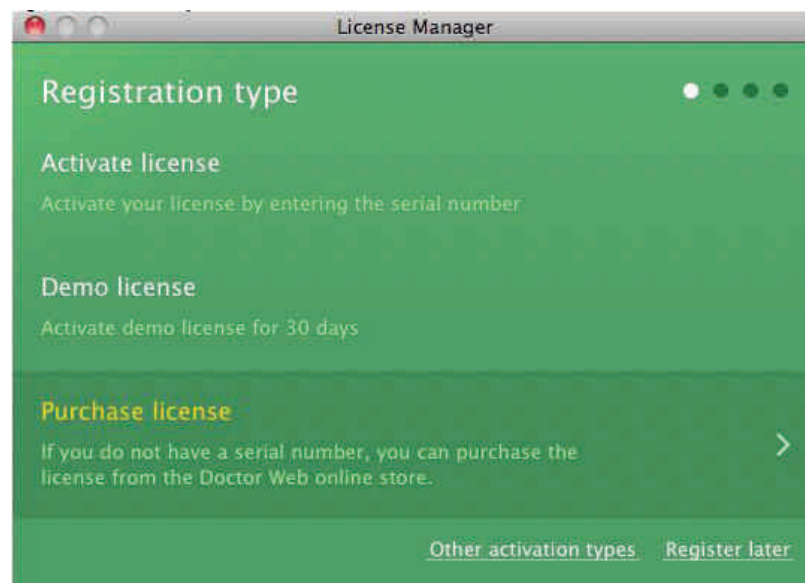 License Manager
Registration type
Activate license
Activate your license by entering the serial number
Demo license
Activate demo license for 30 days
Purchase license
If you do not have a serial number, you can purchase the
license from the Doctor Web online store.
Other activation types Register later